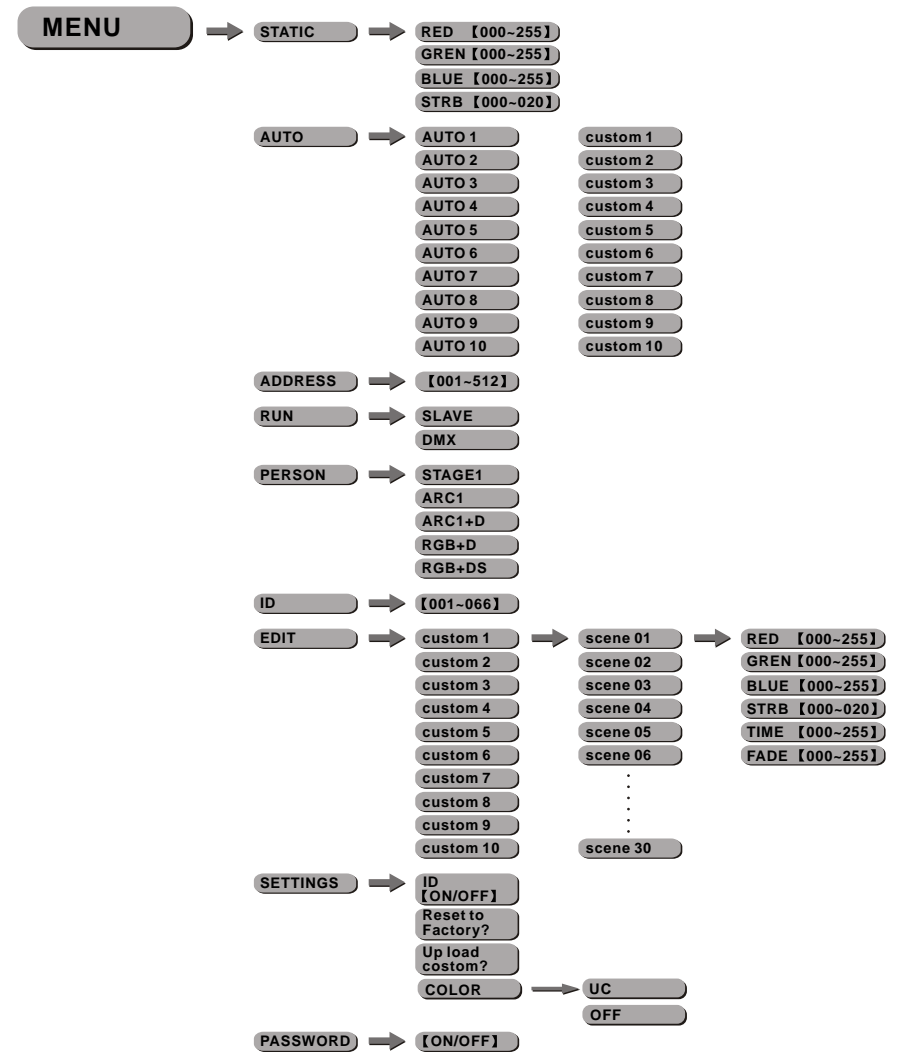 MENU
STATIC
RED 【000~255】
GREN【000~255】
BLUE 【000~255】
STRB 【000~020】
AUTO
AUTO 1
custom 1
AUTO 2
custom 2
AUTO 3
custom 3
AUTO 4
custom 4
AUTO 5
custom 5
AUTO 6
custom 6
AUTO 7
custom 7
AUTO 8
custom 8
AUTO 9
custom 9
AUTO 10
custom 10
ADDRESS
【001~512】
RUN
SLAVE
DMX
PERSON
STAGE1
ARC1
ARC1+D
RGB+D
RGB+DS
ID
【001~066】
EDIT
custom 1
scene 01
RED 【000~255】
custom 2
scene 02
GREN【000~255】
custom 3
scene 03
BLUE 【000~255】
custom 4
scene 04
STRB 【000~020】
custom 5
scene 05
TIME 【000~255】
custom 6
scene 06
FADE 【000~255】
custom 7
custom 8
custom 9
custom 10
scene 30
SETTINGS
ID
【ON/OFF】
Reset to
Factory?
Up load
costom?
COLOR
UC
OFF
PASSWORD
【ON/OFF】